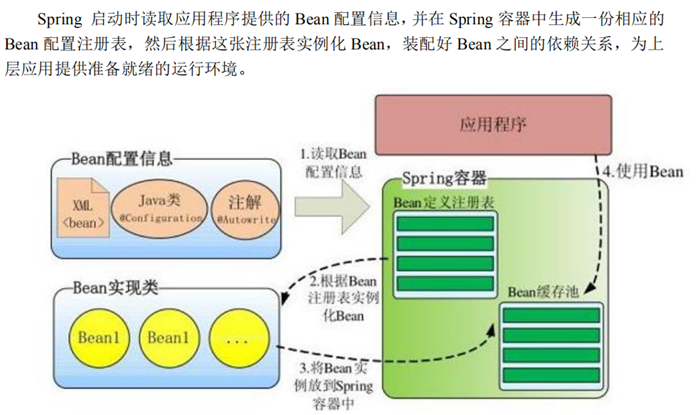 Spring 启动时读取应用程序提供的 Bean 配置信息，并在 Spring 容器中生成一份相应的
Bean 配置注册表，然后根据这张注册表实例化 Bean，装配好 Bean 之间的依赖关系，为上
层应用提供准备就绪的运行环境。
应用程序
Bean配置信息
XML
<bean>
Java类
@Configuration
注解
@Autowrite
1.读取Bean
配置信息
Spring容器
4.使用Bean
Bean定义注册表
Bean实现类
Bean1
Bean1
...
2.根据Bean
注册表实例
化Bean
Bean缓存池
3.将Bean实
例放到Spring
容器中